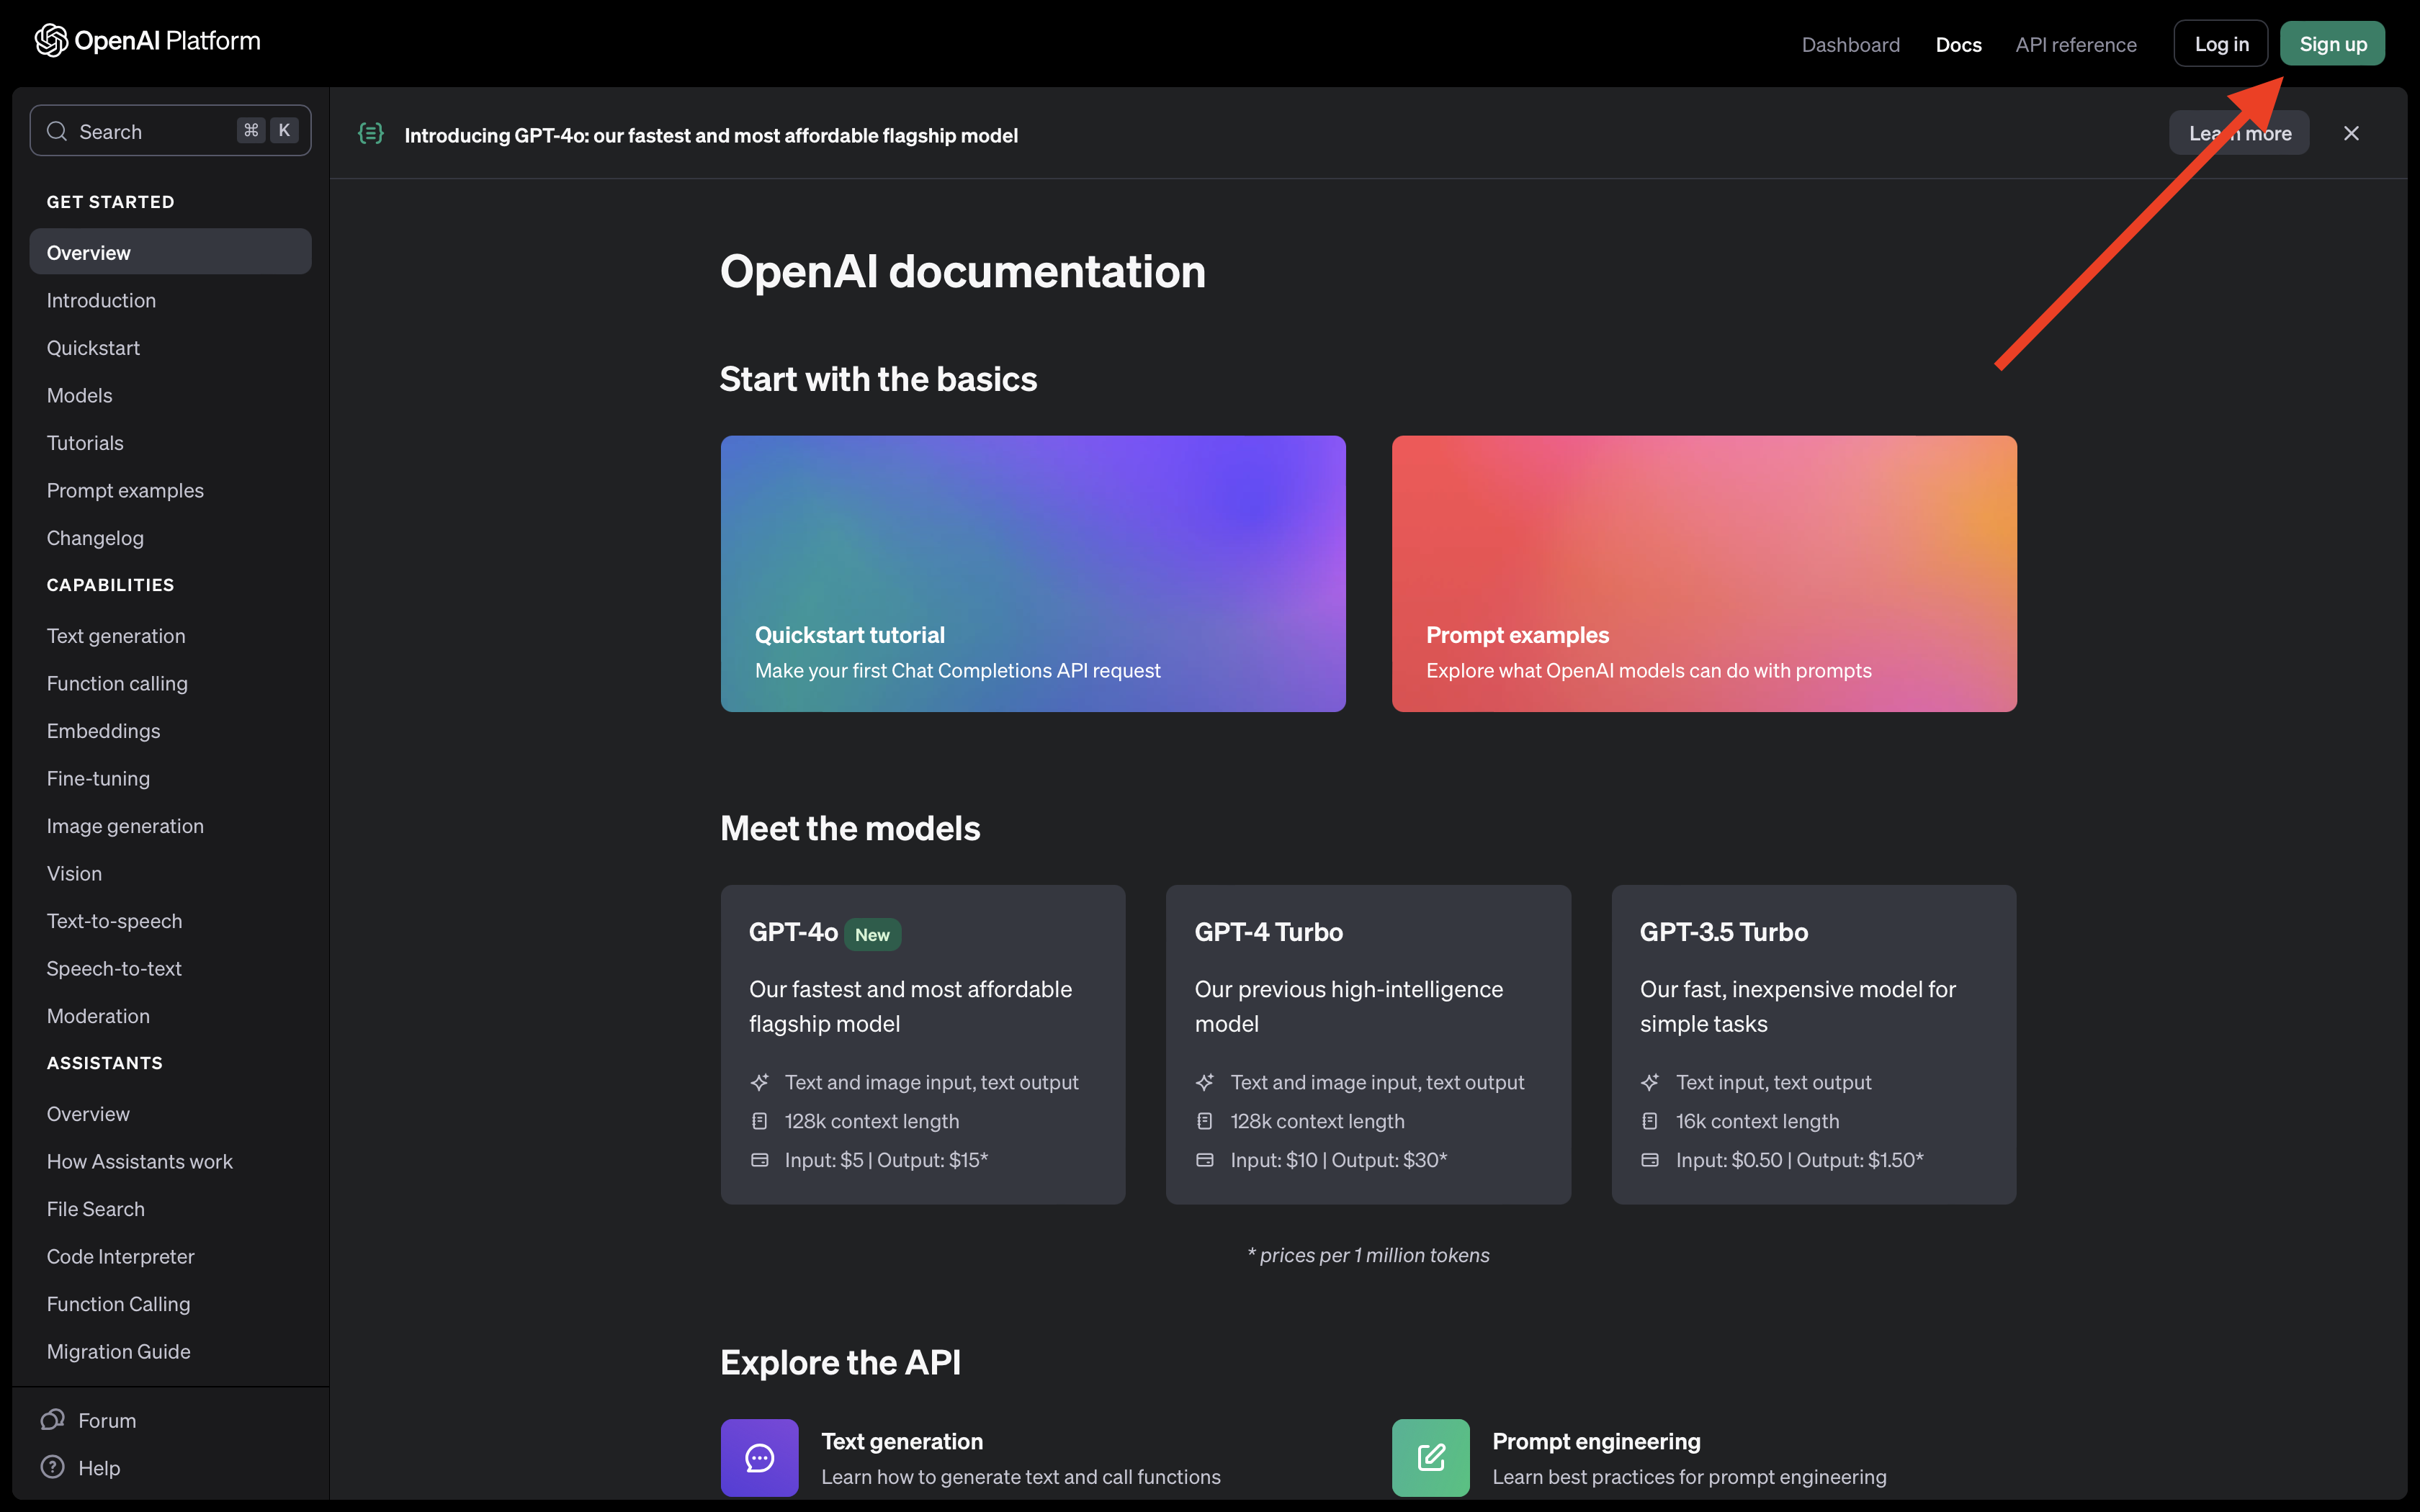 OpenAI Platform
Dashboard
Docs
API reference
Log in
Sign up
Search
⌘ K
GET STARTED
Overview
Introduction
Quickstart
Models
Tutorials
Prompt examples
Changelog
CAPABILITIES
Text generation
Function calling
Embeddings
Fine-tuning
Image generation
Vision
Text-to-speech
Speech-to-text
Moderation
ASSISTANTS
Overview
How Assistants work
File Search
Code Interpreter
Function Calling
Migration Guide
Forum
Help
Introducing GPT-4o: our fastest and most affordable flagship model
Learn more
OpenAI documentation
Start with the basics
Quickstart tutorial
Make your first Chat Completions API request
Prompt examples
Explore what OpenAI models can do with prompts
Meet the models
GPT-4o New
Our fastest and most affordable
flagship model
Text and image input, text output
128k context length
Input: $5 | Output: $15*
GPT-4 Turbo
Our previous high-intelligence
model
Text and image input, text output
128k context length
Input: $10 | Output: $30*
GPT-3.5 Turbo
Our fast, inexpensive model for
simple tasks
Text input, text output
16k context length
Input: $0.50 | Output: $1.50*
* prices per 1 million tokens
Explore the API
Text generation
Learn how to generate text and call functions
Prompt engineering
Learn best practices for prompt engineering